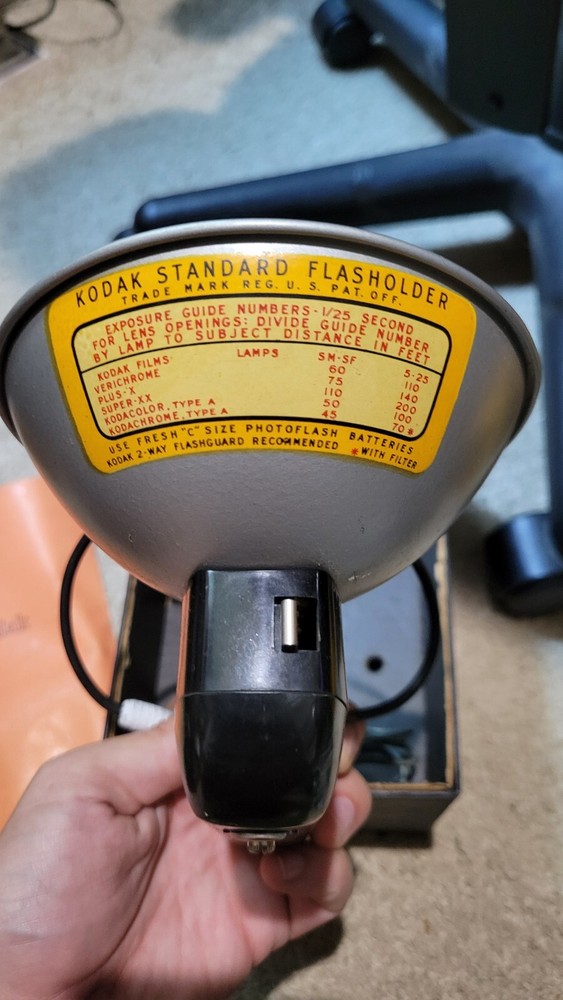 KODAK STANDARD FLASHOLDER
TRADE MARK REG. U. S. PAT. OFF.
EXPOSURE GUIDE NUMBERS - 1/25 SECOND
FOR LENS OPENINGS: DIVIDE GUIDE NUMBER
BY LAMP TO SUBJECT DISTANCE IN FEET
KODAK FILMS- LAMPS SM-SF 5-25
VERICHROME 60 110
PLUS-X 75 140
SUPER-XX 110 200
KODACOLOR, TYPE A 50 100
KODACHROME, TYPE A 45 70*
USE FRESH "C" SIZE PHOTOFLASH BATTERIES
KODAK 2-WAY FLASHGUARD RECOMMENDED *WITH FILTER